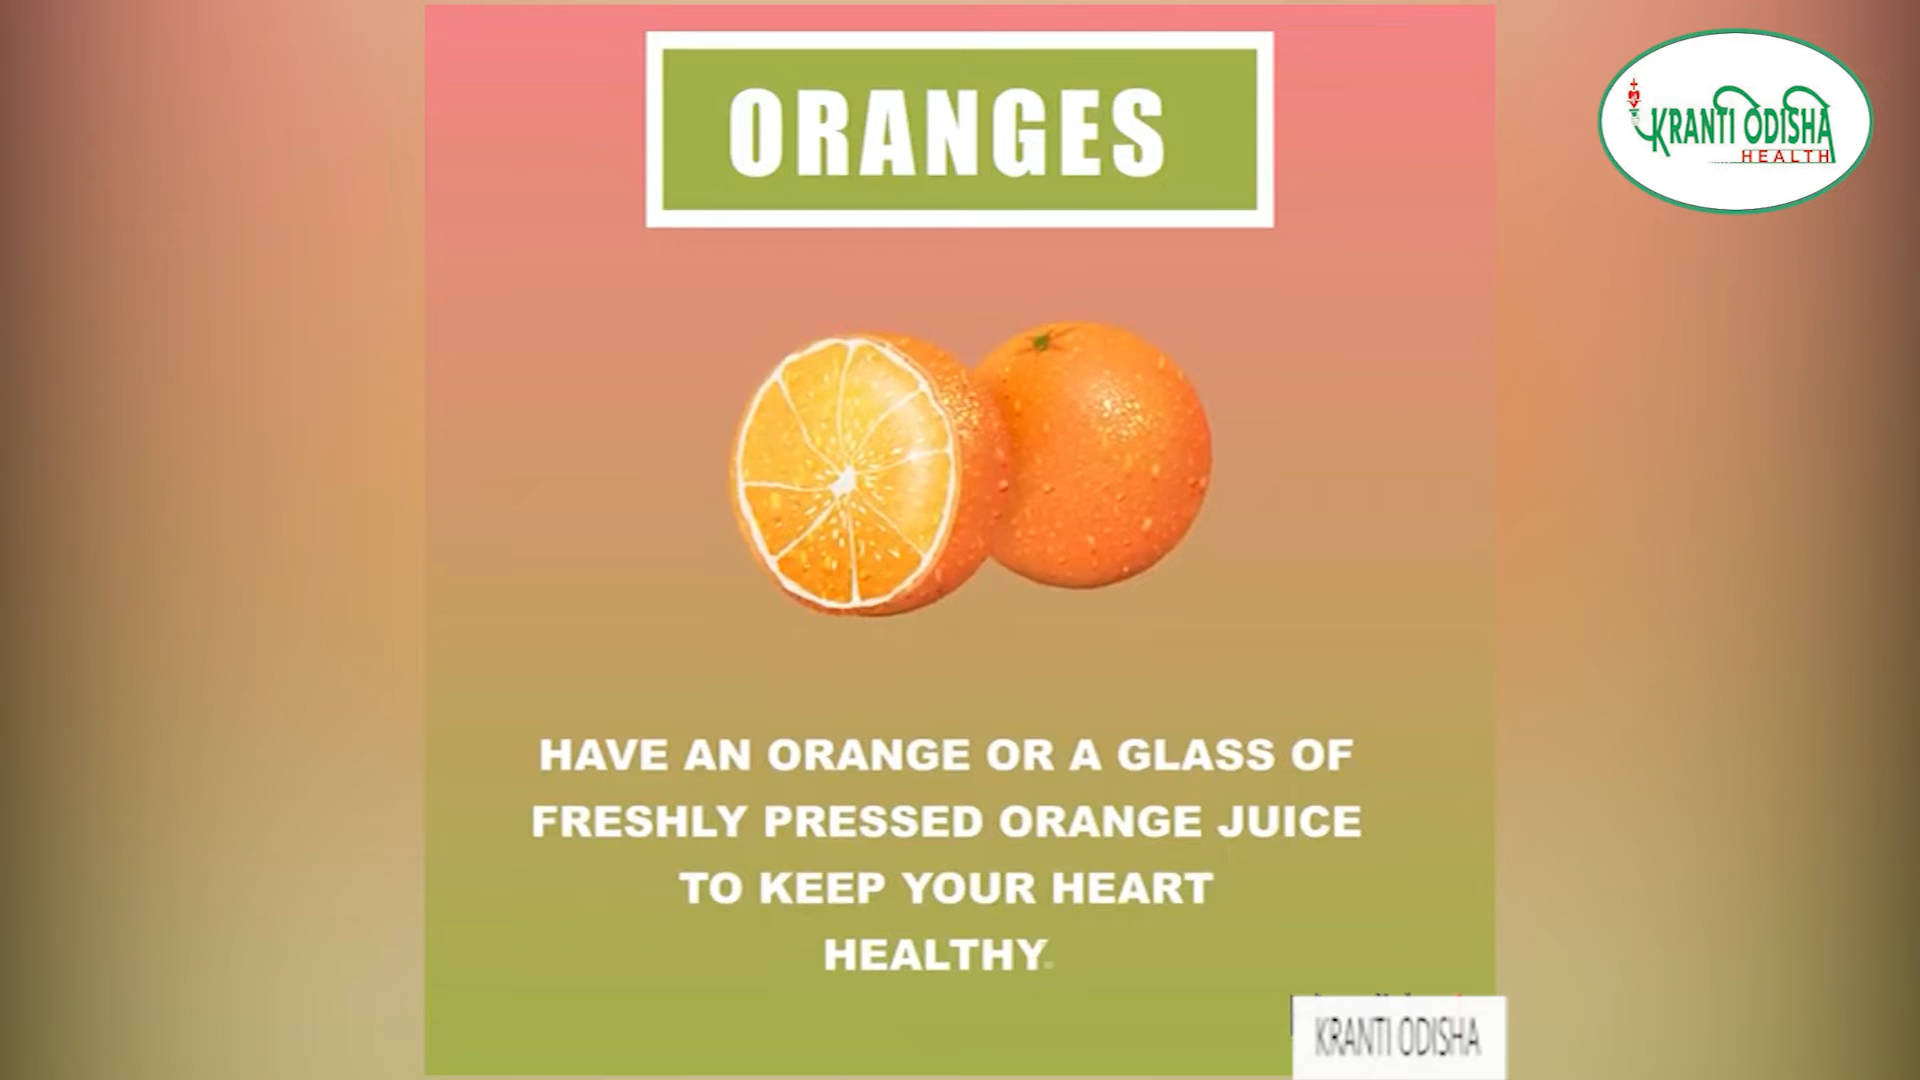 ORANGES
KRANTI ODISHA
HEALTH
HAVE AN ORANGE OR A GLASS OF
FRESHLY PRESSED ORANGE JUICE
TO KEEP YOUR HEART
HEALTHY.
KRANTI ODISHA